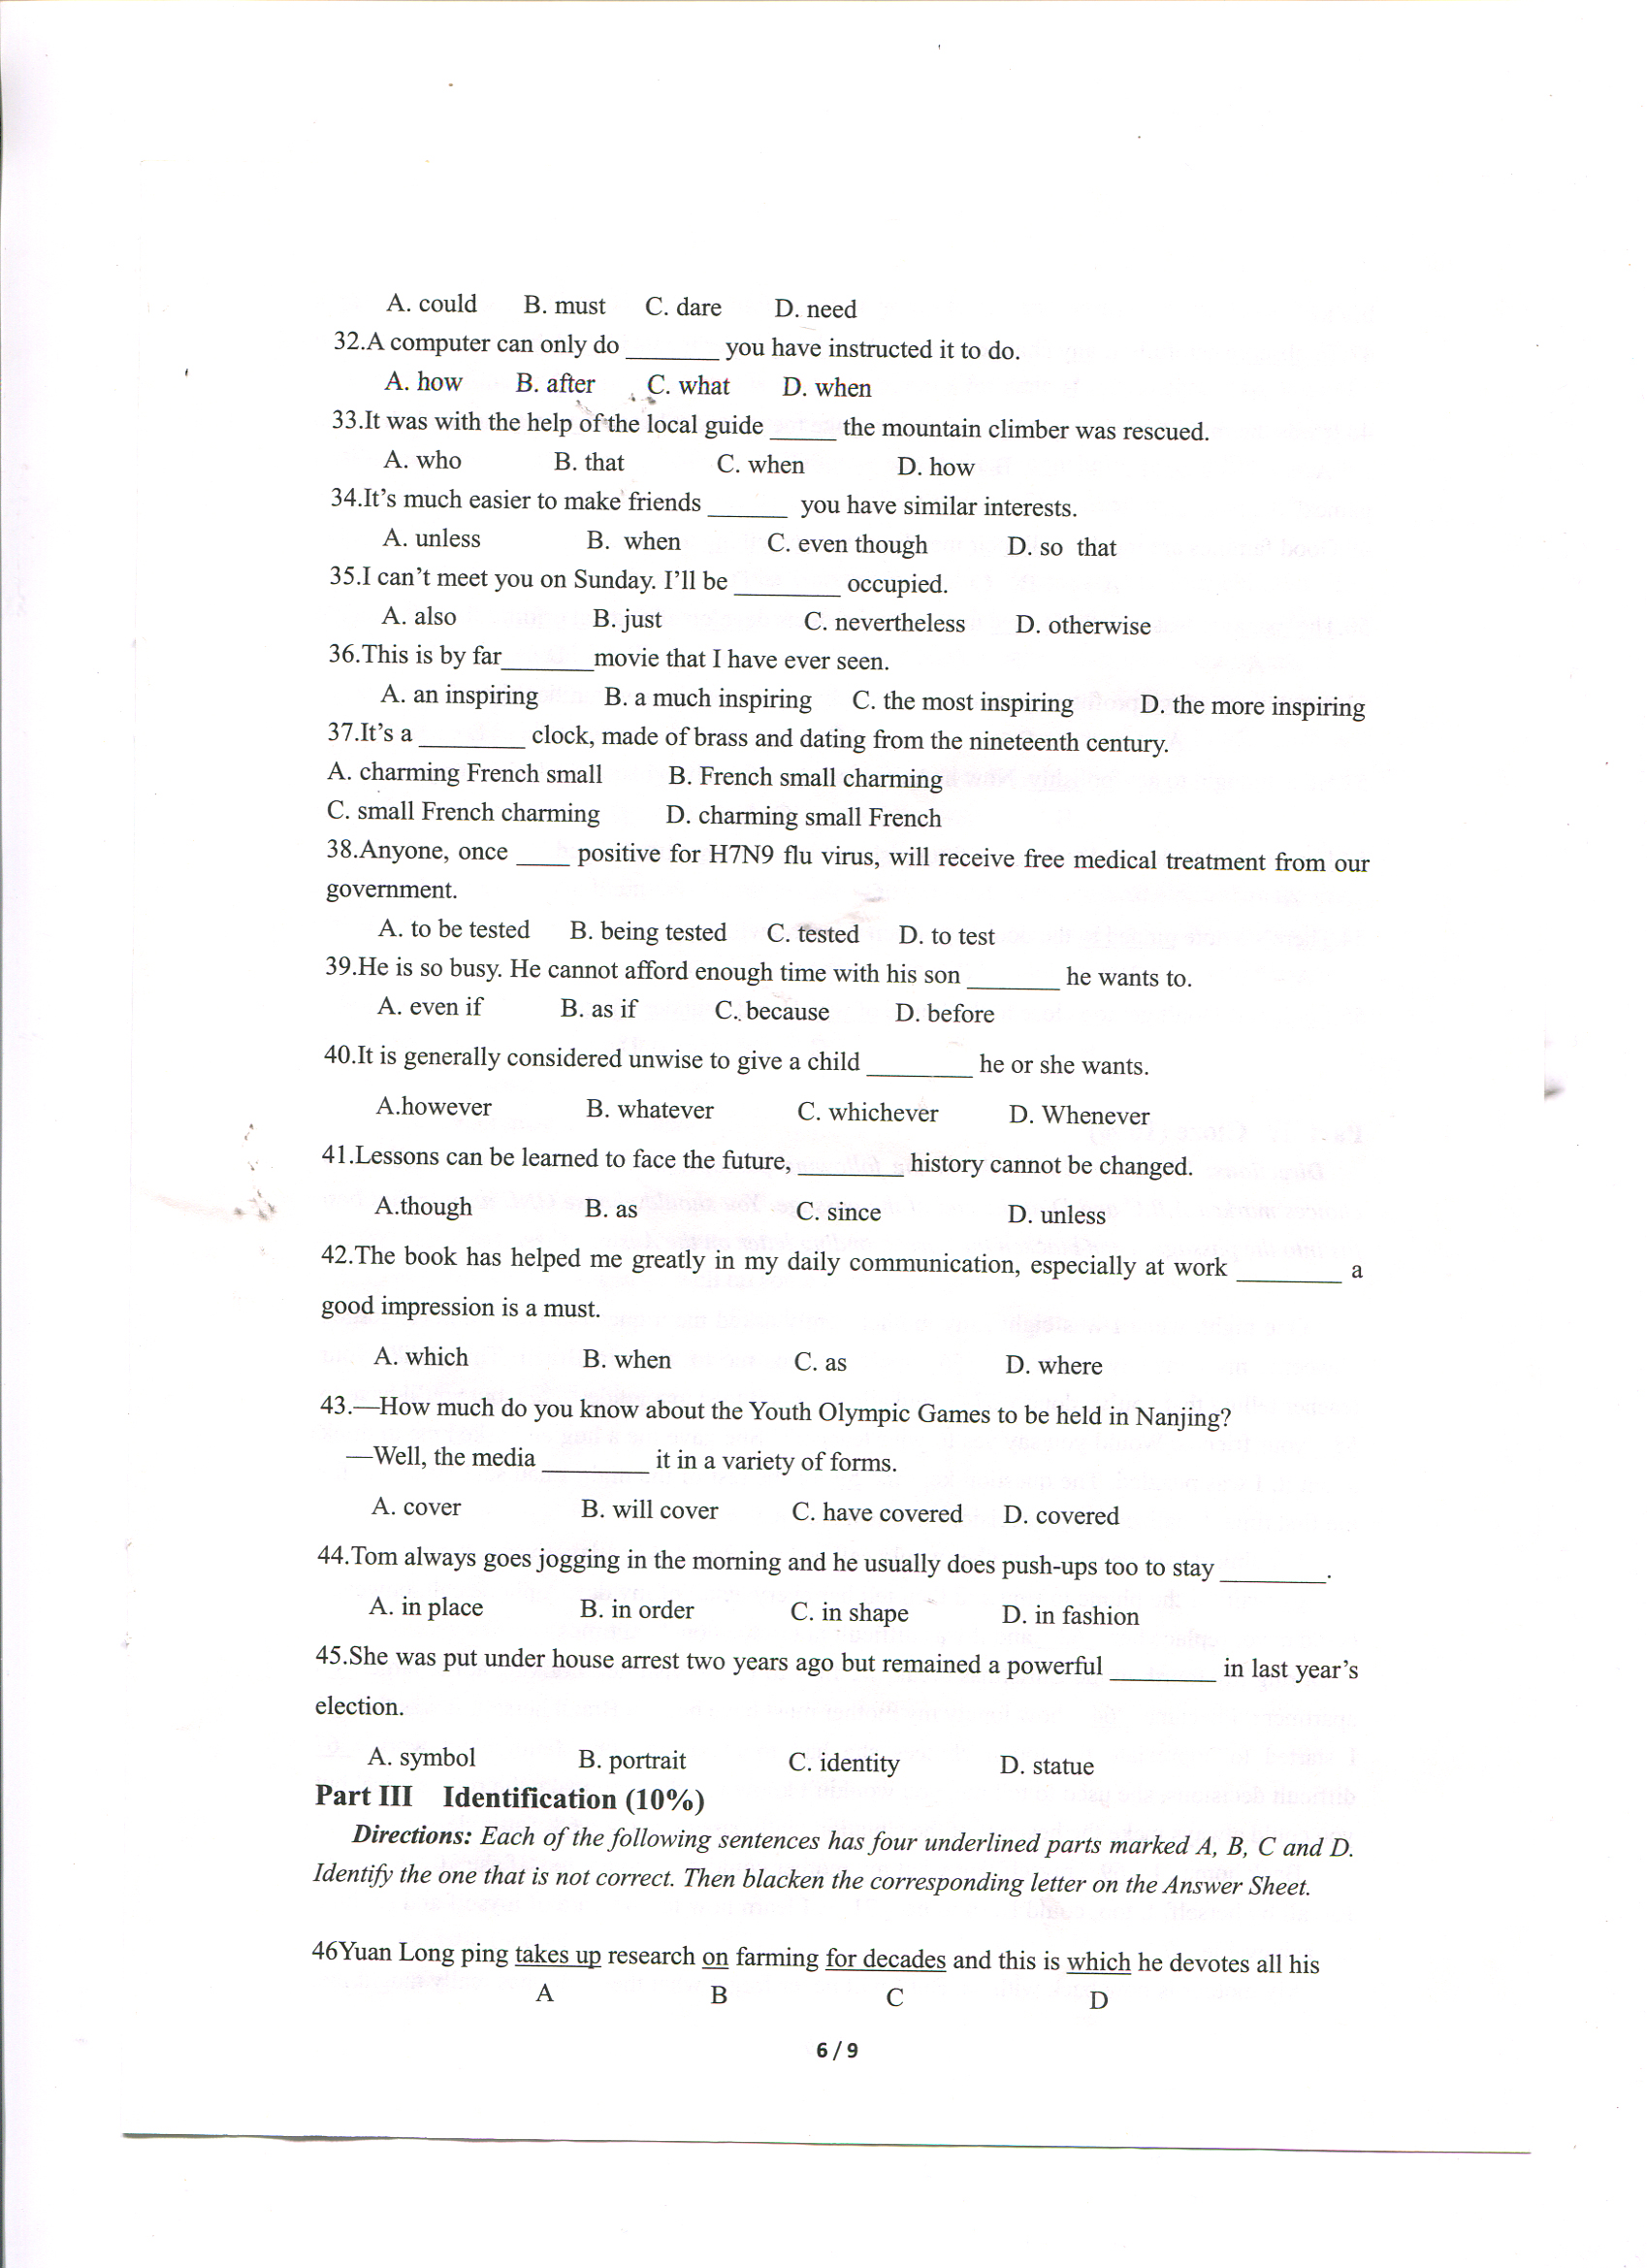 A. could B. must C. dare D. need
32.A computer can only do _______ you have instructed it to do.
A. how B. after C. what D. when
33.It was with the help of the local guide _____ the mountain climber was rescued.
A. who B. that C. when D. how
34.It's much easier to make friends ______ you have similar interests.
A. unless B. when C. even though D. so that
35.I can't meet you on Sunday. I'll be ________ occupied.
A. also B. just C. nevertheless D. otherwise
36.This is by far_______movie that I have ever seen.
A. an inspiring B. a much inspiring C. the most inspiring D. the more inspiring
37.It's a ________ clock, made of brass and dating from the nineteenth century.
A. charming French small B. French small charming
C. small French charming D. charming small French
38.Anyone, once ____ positive for H7N9 flu virus, will receive free medical treatment from our
government.
A. to be tested B. being tested C. tested D. to test
39.He is so busy. He cannot afford enough time with his son _______ he wants to.
A. even if B. as if C. because D. before
40.It is generally considered unwise to give a child ________ he or she wants.
A.however B. whatever C. whichever D. Whenever
41.Lessons can be learned to face the future, ________ history cannot be changed.
A.though B. as C. since D. unless
42.The book has helped me greatly in my daily communication, especially at work ________ a
good impression is a must.
A. which B. when C. as D. where
43.—How much do you know about the Youth Olympic Games to be held in Nanjing?
—Well, the media ________ it in a variety of forms.
A. cover B. will cover C. have covered D. covered
44.Tom always goes jogging in the morning and he usually does push-ups too to stay ________.
A. in place B. in order C. in shape D. in fashion
45.She was put under house arrest two years ago but remained a powerful ________ in last year's
election.
A. symbol B. portrait C. identity D. statue
Part III Identification (10%)
Directions: Each of the following sentences has four underlined parts marked A, B, C and D.
Identify the one that is not correct. Then blacken the corresponding letter on the Answer Sheet.
46Yuan Long ping takes up research on farming for decades and this is which he devotes all his
A B C D
6 / 9